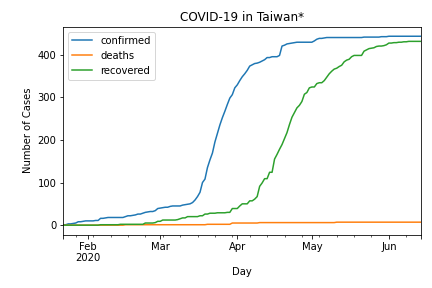 COVID-19 in Taiwan*
confirmed
deaths
recovered
Number of Cases
400
300
200
100
0
Feb
2020
Mar
Apr
May
Jun
Day